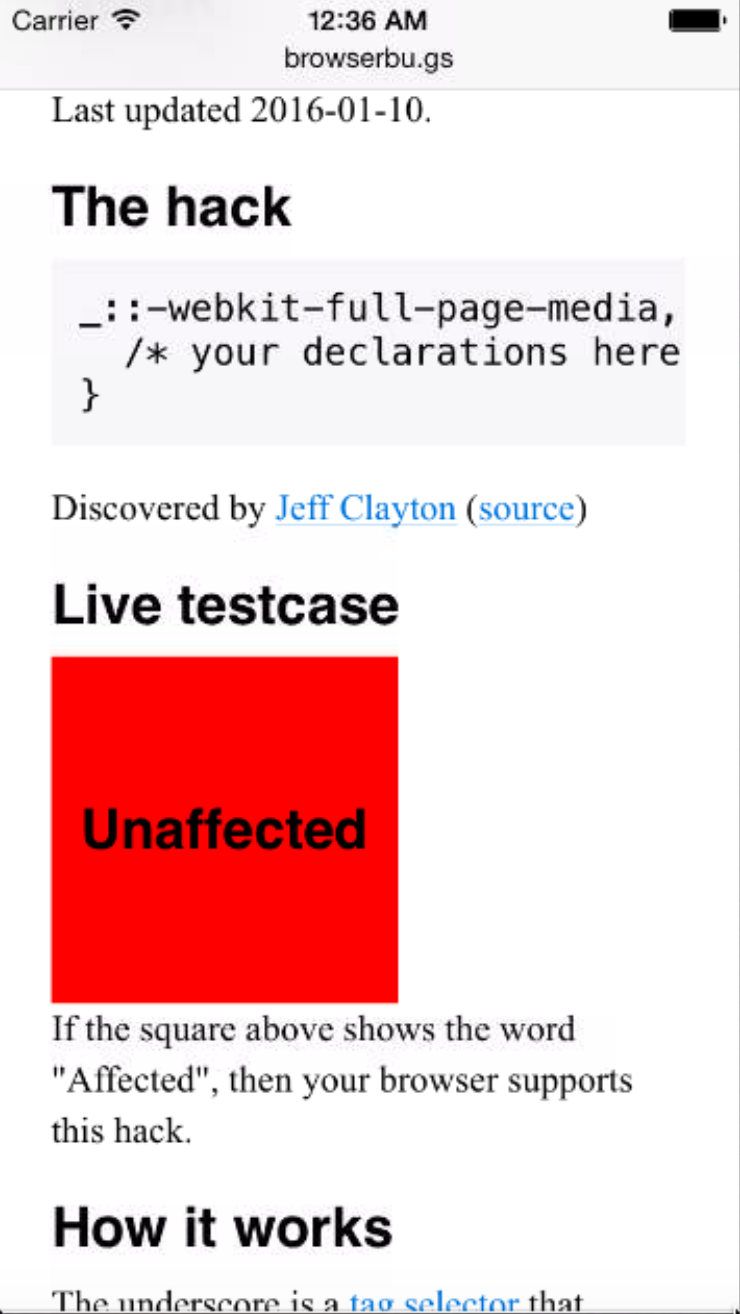 Carrier
12:36 AM
browserbu.gs
Last updated 2016-01-10.
The hack
_::-webkit-full-page-media,
/* your declarations here
}
Discovered by Jeff Clayton (source)
Live testcase
Unaffected
If the square above shows the word
"Affected", then your browser supports
this hack.
How it works
The underscore is a tag selector that